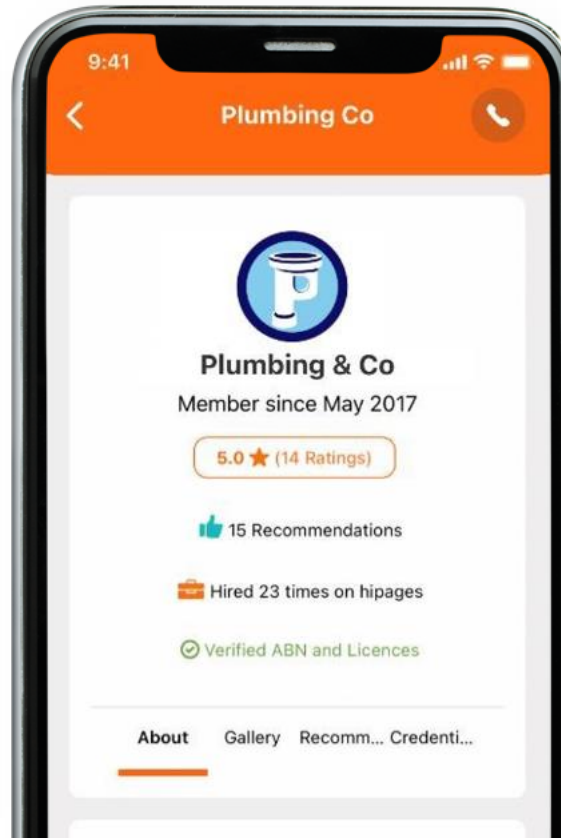 9:41
Plumbing Co
Plumbing & Co
Member since May 2017
5.0 ★ (14 Ratings)
15 Recommendations
Hired 23 times on hipages
Verified ABN and Licences
About Gallery Recomm... Credenti...